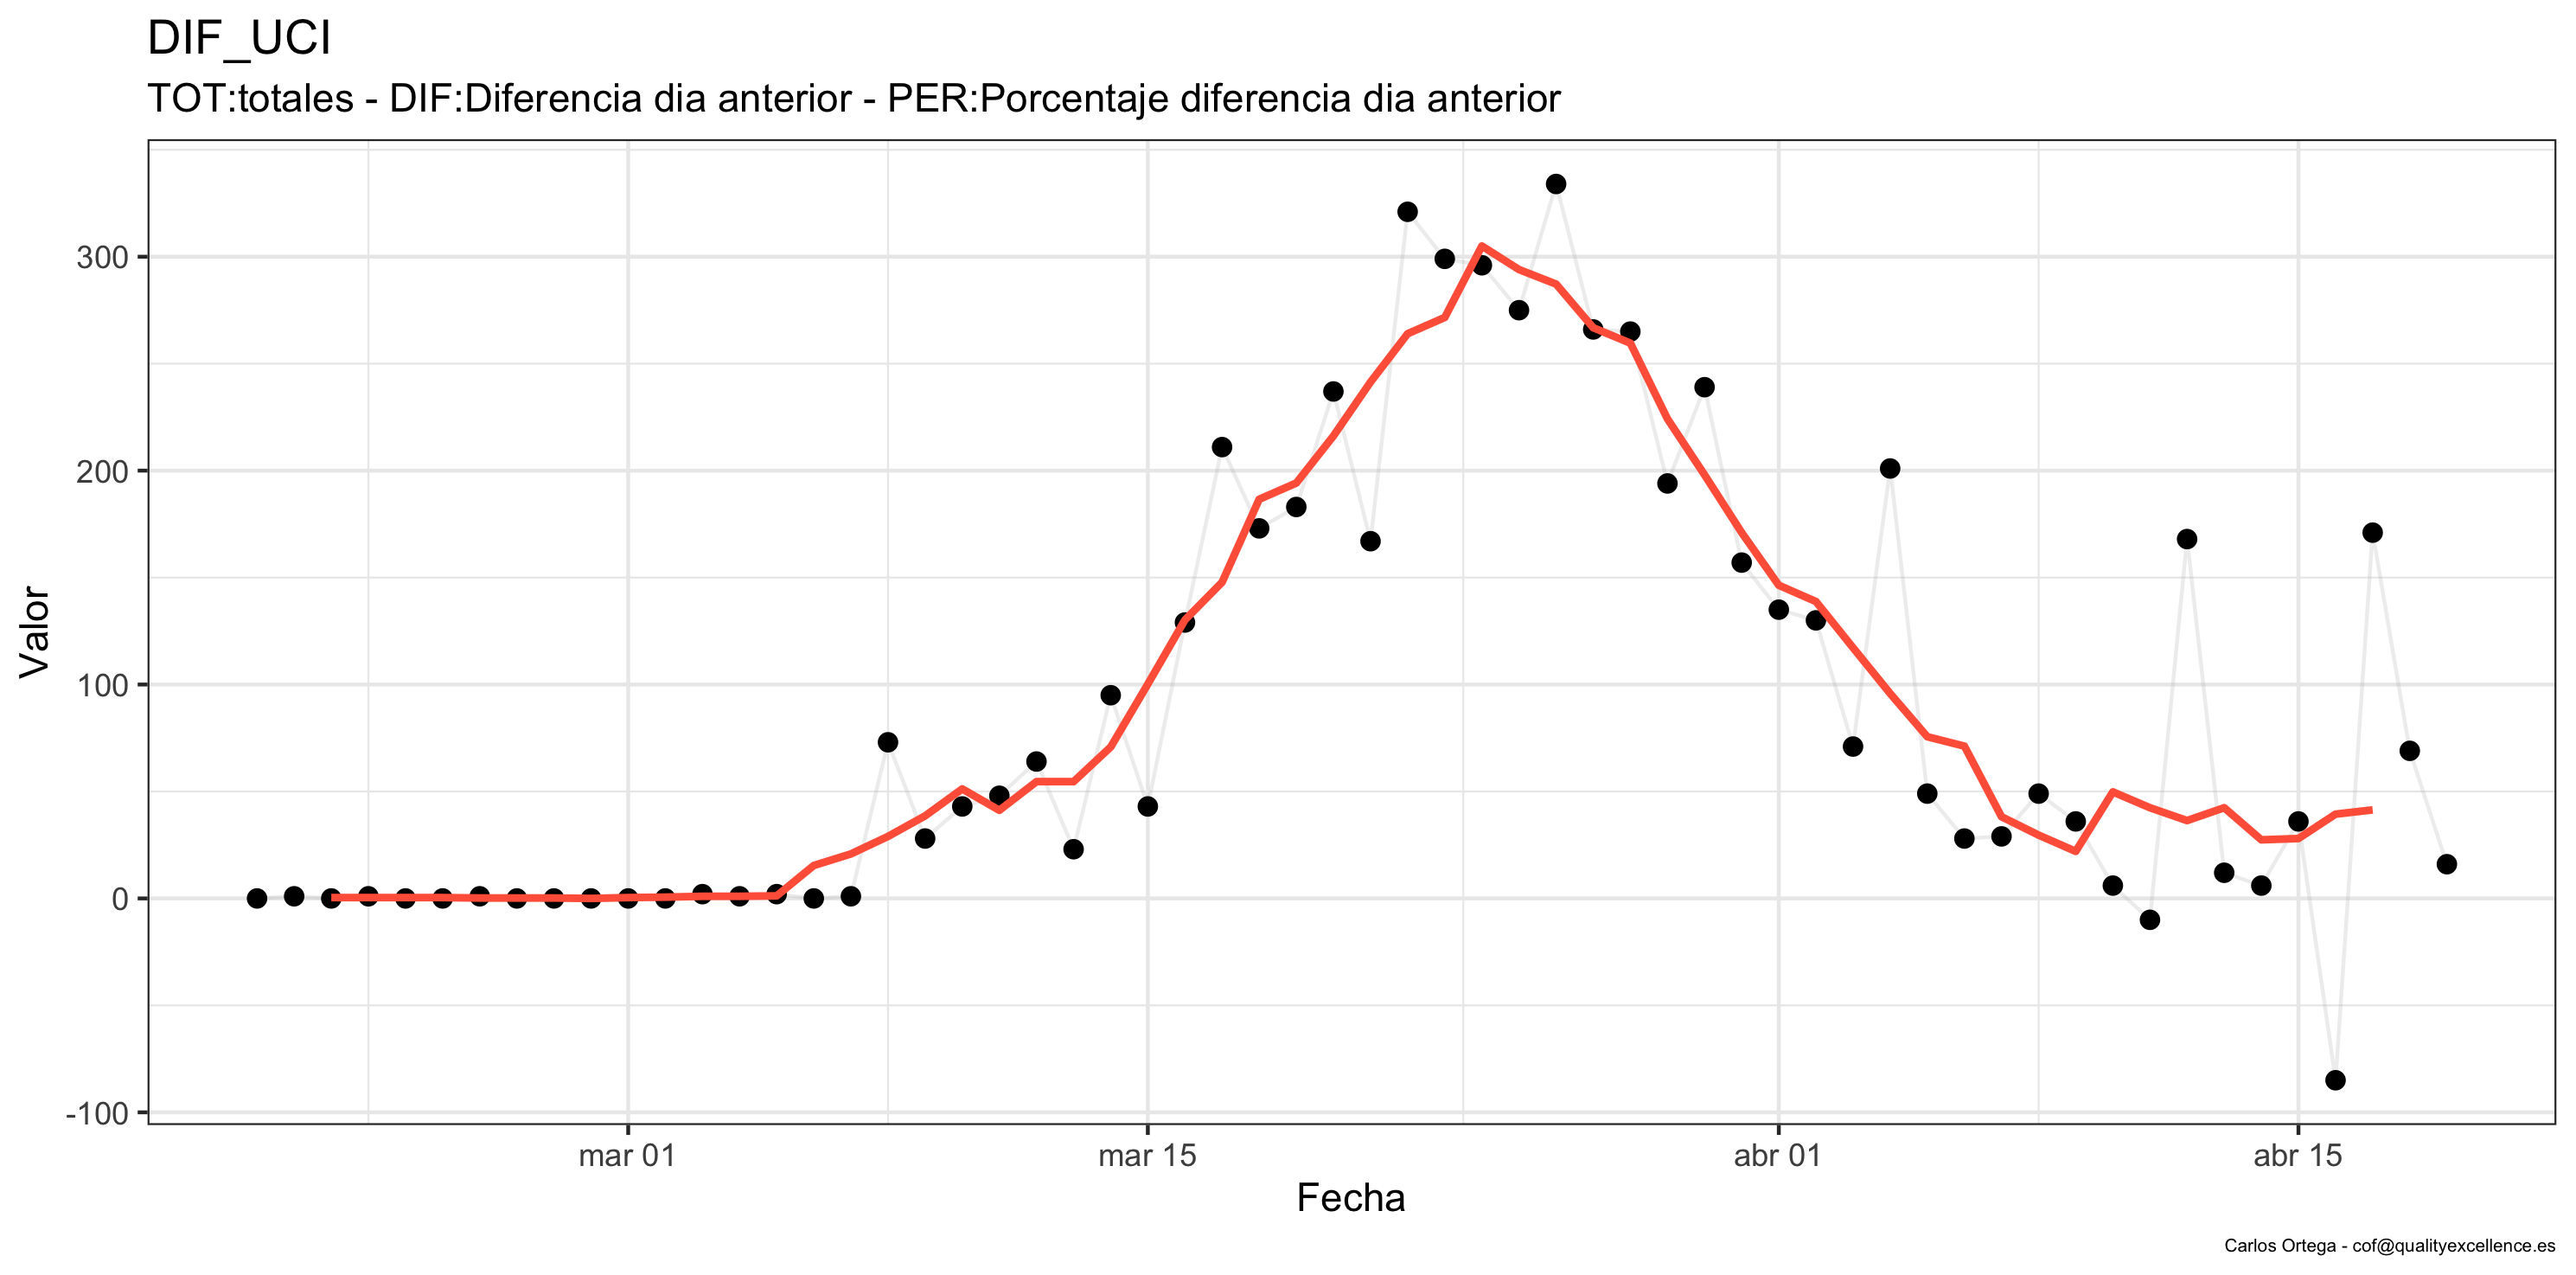 DIF_UCI
TOT:totales - DIF:Diferencia dia anterior - PER:Porcentaje diferencia dia anterior
Valor
300
200
100
0
-100
mar 01 mar 15 abr 01 abr 15
Fecha
Carlos Ortega - cof@qualityexcellence.es